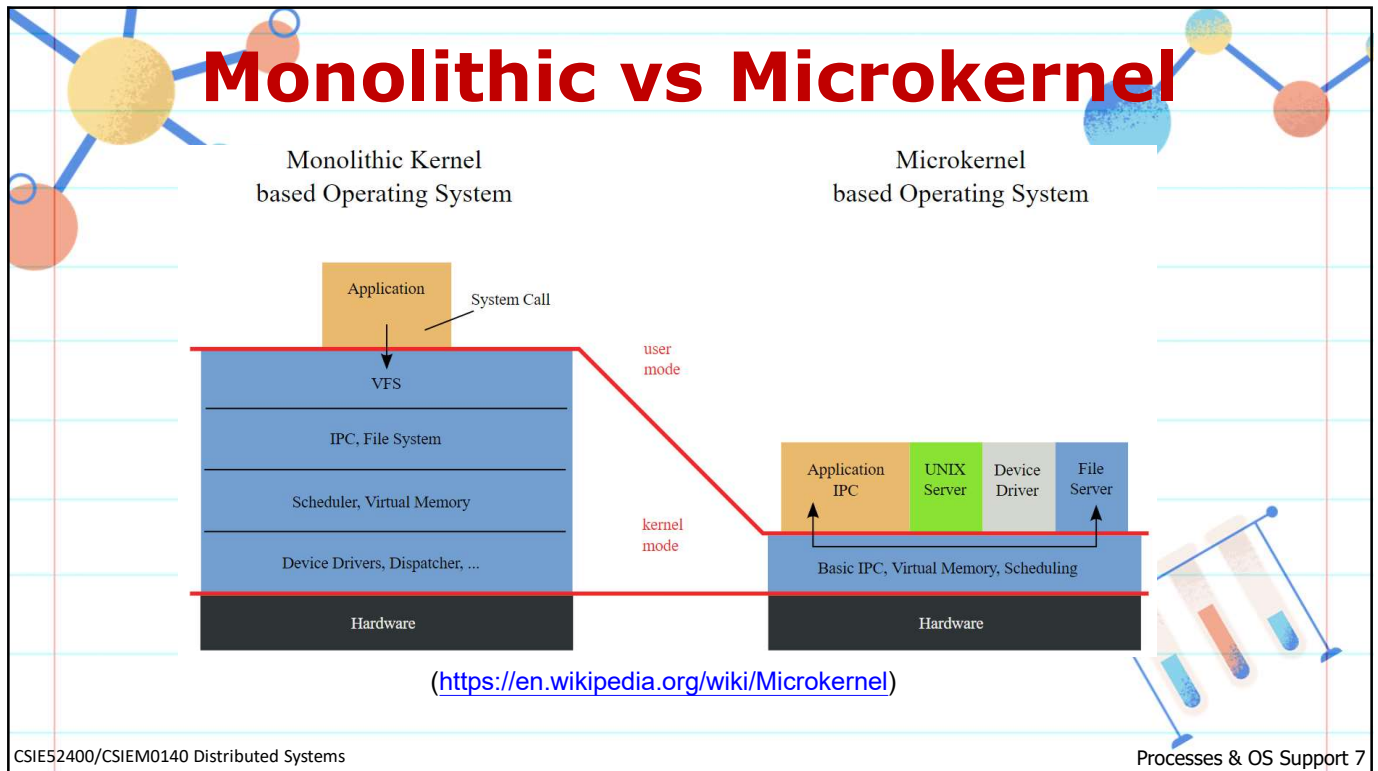 Monolithic vs Microkernel
Monolithic Kernel
based Operating System
Application
System Call
VFS
IPC, File System
Scheduler, Virtual Memory
Device Drivers, Dispatcher, ...
Hardware
user
mode
kernel
mode
Microkernel
based Operating System
Application
IPC
UNIX
Server
Device
Driver
File
Server
Basic IPC, Virtual Memory, Scheduling
Hardware
(https://en.wikipedia.org/wiki/Microkernel)
CSIE52400/CSIEM0140 Distributed Systems
Processes & OS Support 7